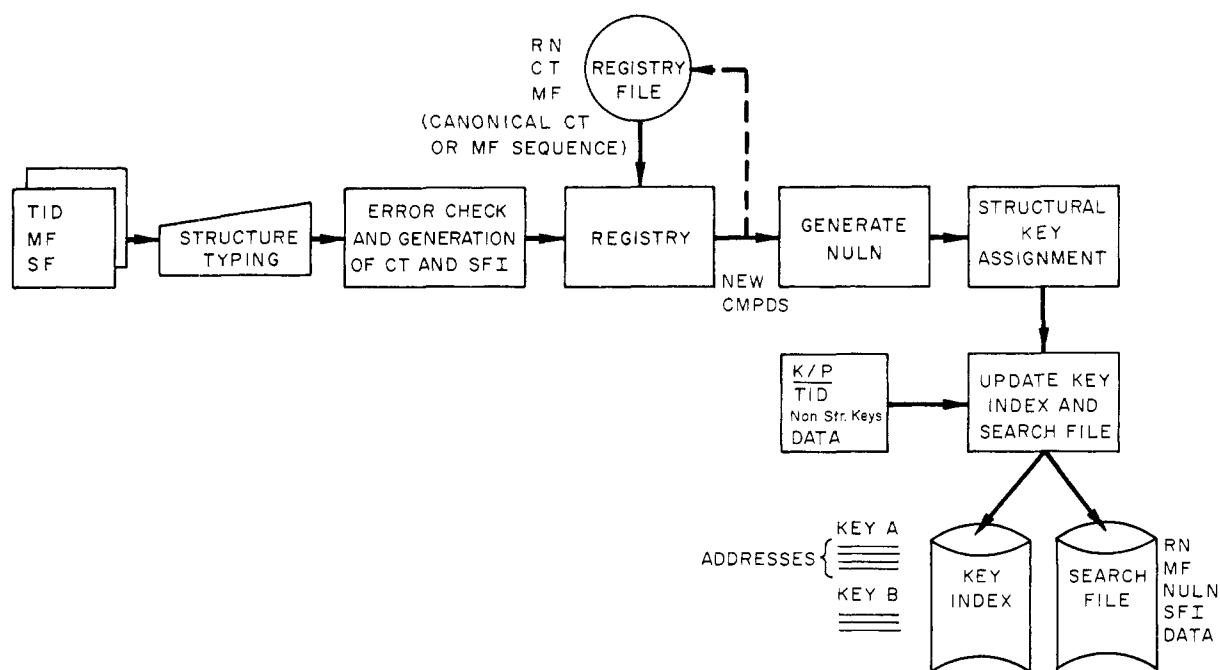 RN
CT
MF
REGISTRY
FILE
(CANONICAL CT
OR MF SEQUENCE)
TID
MF
SF
STRUCTURE
TYPING
ERROR CHECK
AND GENERATION
OF CT AND SFI
REGISTRY
NEW
CMPDS
GENERATE
NULN
STRUCTURAL
KEY
ASSIGNMENT
K/P
TID
Non Str. Keys
DATA
UPDATE KEY
INDEX AND
SEARCH FILE
KEY A
ADDRESSES
KEY B
KEY
INDEX
SEARCH
FILE
RN
MF
NULN
SFI
DATA